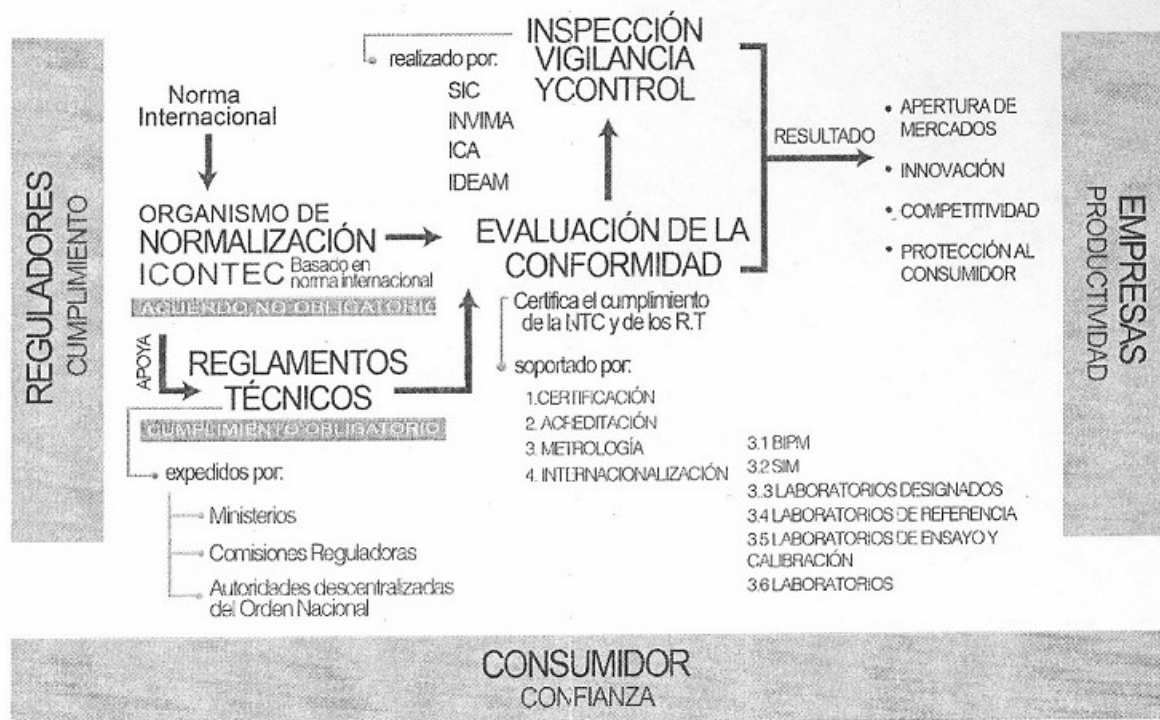 REGULADORES
CUMPLIMIENTO
Norma
Internacional
ORGANISMO DE
NORMALIZACIÓN
ICONTEC Basado en
norma internacional
ACUERDO NO OBLIGATORIO
APOYA
REGLAMENTOS
TÉCNICOS
CUMPLIMIENTO OBLIGATORIO
expedidos por:
Ministerios
Comisiones Reguladoras
Autoridades descentralizadas
del Orden Nacional
INSPECCIÓN
VIGILANCIA
YCONTROL
realizado por:
SIC
INVIMA
ICA
IDEAM
EVALUACIÓN DE LA
CONFORMIDAD
Certifica el cumplimiento
de la NTC y de los R.T
soportado por:
1. CERTIFICACIÓN
2. ACREDITACIÓN
3. METROLOGÍA
4. INTERNACIONALIZACIÓN
3.1 BIPM
3.2 SIM
3.3 LABORATORIOS DESIGNADOS
3.4 LABORATORIOS DE REFERENCIA
3.5 LABORATORIOS DE ENSAYO Y
CALIBRACIÓN
3.6 LABORATORIOS
RESULTADO
• APERTURA DE
MERCADOS
• INNOVACIÓN
• COMPETITIVIDAD
• PROTECCIÓN AL
CONSUMIDOR
EMPRESAS
PRODUCTIVIDAD
CONSUMIDOR
CONFIANZA